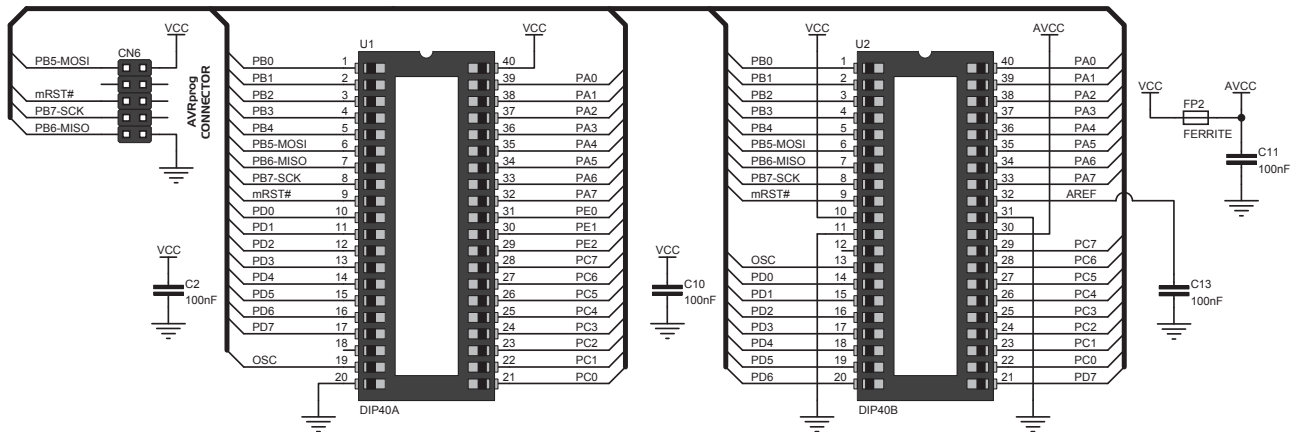 VCC
CN6
PB5-MOSI
mRST#
PB7-SCK
PB6-MISO
AVRprog
CONNECTOR
VCC
C2
100nF
U1
VCC
PB0 1
PB1 2
PB2 3
PB3 4
PB4 5
PB5-MOSI 6
PB6-MISO 7
PB7-SCK 8
mRST# 9
PD0 10
PD1 11
PD2 12
PD3 13
PD4 14
PD5 15
PD6 16
PD7 17
18
OSC 19
20
40
39 PA0
38 PA1
37 PA2
36 PA3
35 PA4
34 PA5
33 PA6
32 PA7
31 PE0
30 PE1
29 PE2
28 PC7
27 PC6
26 PC5
25 PC4
24 PC3
23 PC2
22 PC1
21 PC0
DIP40A
VCC
C10
100nF
VCC
U2
AVCC
PB0 1
PB1 2
PB2 3
PB3 4
PB4 5
PB5-MOSI 6
PB6-MISO 7
PB7-SCK 8
mRST# 9
10
11
12
OSC 13
PD0 14
PD1 15
PD2 16
PD3 17
PD4 18
PD5 19
PD6 20
40 PA0
39 PA1
38 PA2
37 PA3
36 PA4
35 PA5
34 PA6
33 PA7
32 AREF
31
30
29 PC7
28 PC6
27 PC5
26 PC4
25 PC3
24 PC2
23 PC1
22 PC0
21 PD7
DIP40B
VCC
FP2
FERRITE
AVCC
C11
100nF
C13
100nF